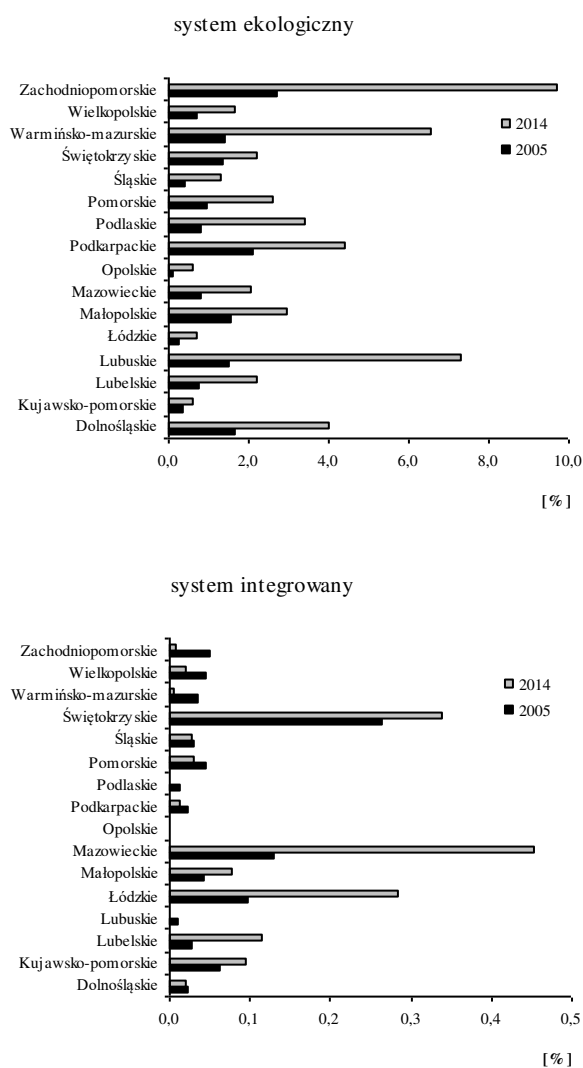 system ekologiczny
Zachodniopomorskie
Wielkopolskie
Warmińsko-mazurskie
Świętokrzyskie
Śląskie
Pomorskie
Podlaskie
Podkarpackie
Opolskie
Mazowieckie
Małopolskie
Łódzkie
Lubuskie
Lubelskie
Kujawsko-pomorskie
Dolnośląskie
2014
2005
0,0 2,0 4,0 6,0 8,0 10,0
[%]
system integrowany
Zachodniopomorskie
Wielkopolskie
Warmińsko-mazurskie
Świętokrzyskie
Śląskie
Pomorskie
Podlaskie
Podkarpackie
Opolskie
Mazowieckie
Małopolskie
Łódzkie
Lubuskie
Lubelskie
Kujawsko-pomorskie
Dolnośląskie
2014
2005
0,0 0,1 0,2 0,3 0,4 0,5
[%]